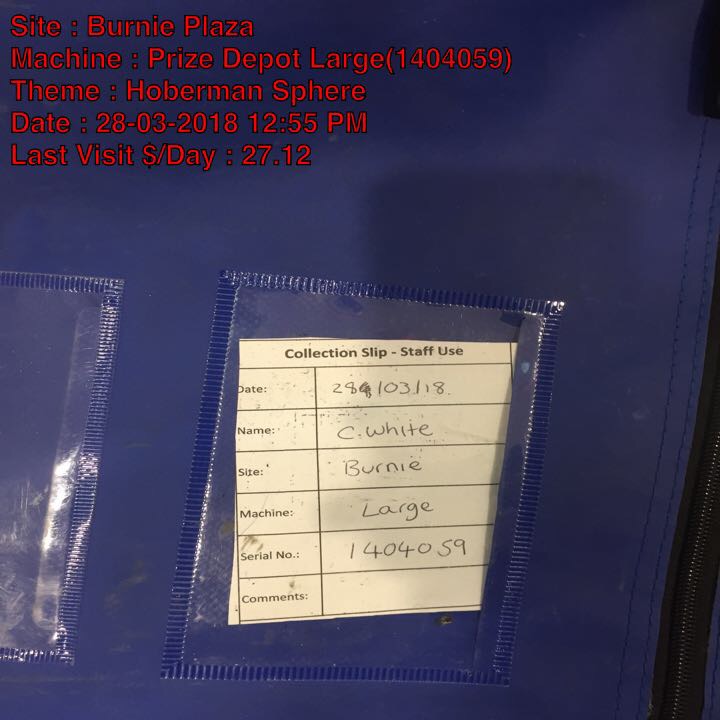 Site : Burnie Plaza
Machine : Prize Depot Large(1404059)
Theme : Hoberman Sphere
Date : 28-03-2018 12:55 PM
Last Visit $/Day : 27.12
Collection Slip - Staff Use
Date: 28/03/18.
Name: C. White
Site: Burnie
Machine: Large
Serial No.: 1404059
Comments: